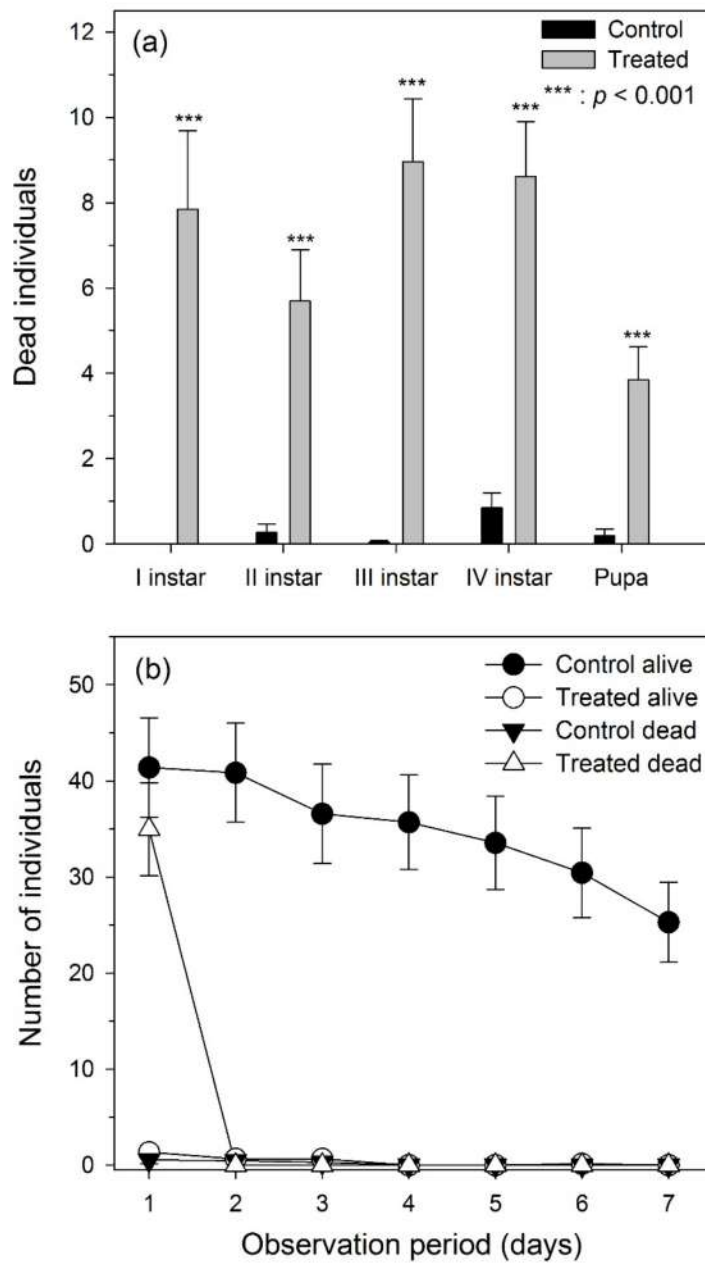 (a)
Control
Treated
*** : p < 0.001
12
10
8
6
4
2
0
Dead individuals
***
***
***
***
***
I instar
II instar
III instar
IV instar
Pupa
(b)
Control alive
Treated alive
Control dead
Treated dead
50
40
30
20
10
0
Number of individuals
1
2
3
4
5
6
7
Observation period (days)